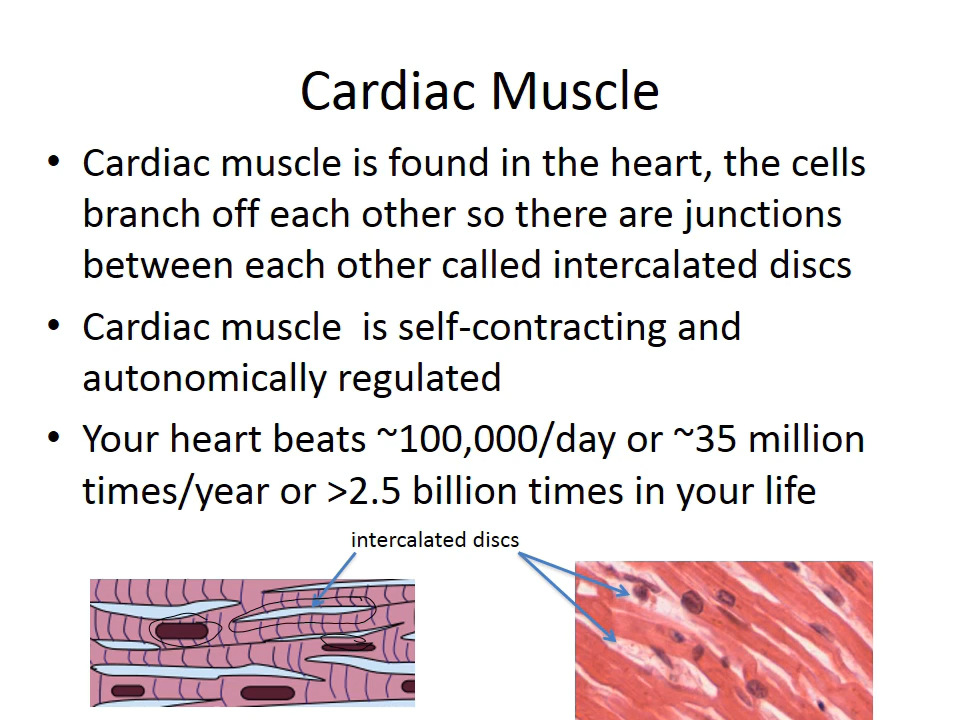 Cardiac Muscle
• Cardiac muscle is found in the heart, the cells
branch off each other so there are junctions
between each other called intercalated discs
• Cardiac muscle  is self-contracting and
autonomically regulated
• Your heart beats ~100,000/day or ~35 million
times/year or >2.5 billion times in your life
intercalated discs